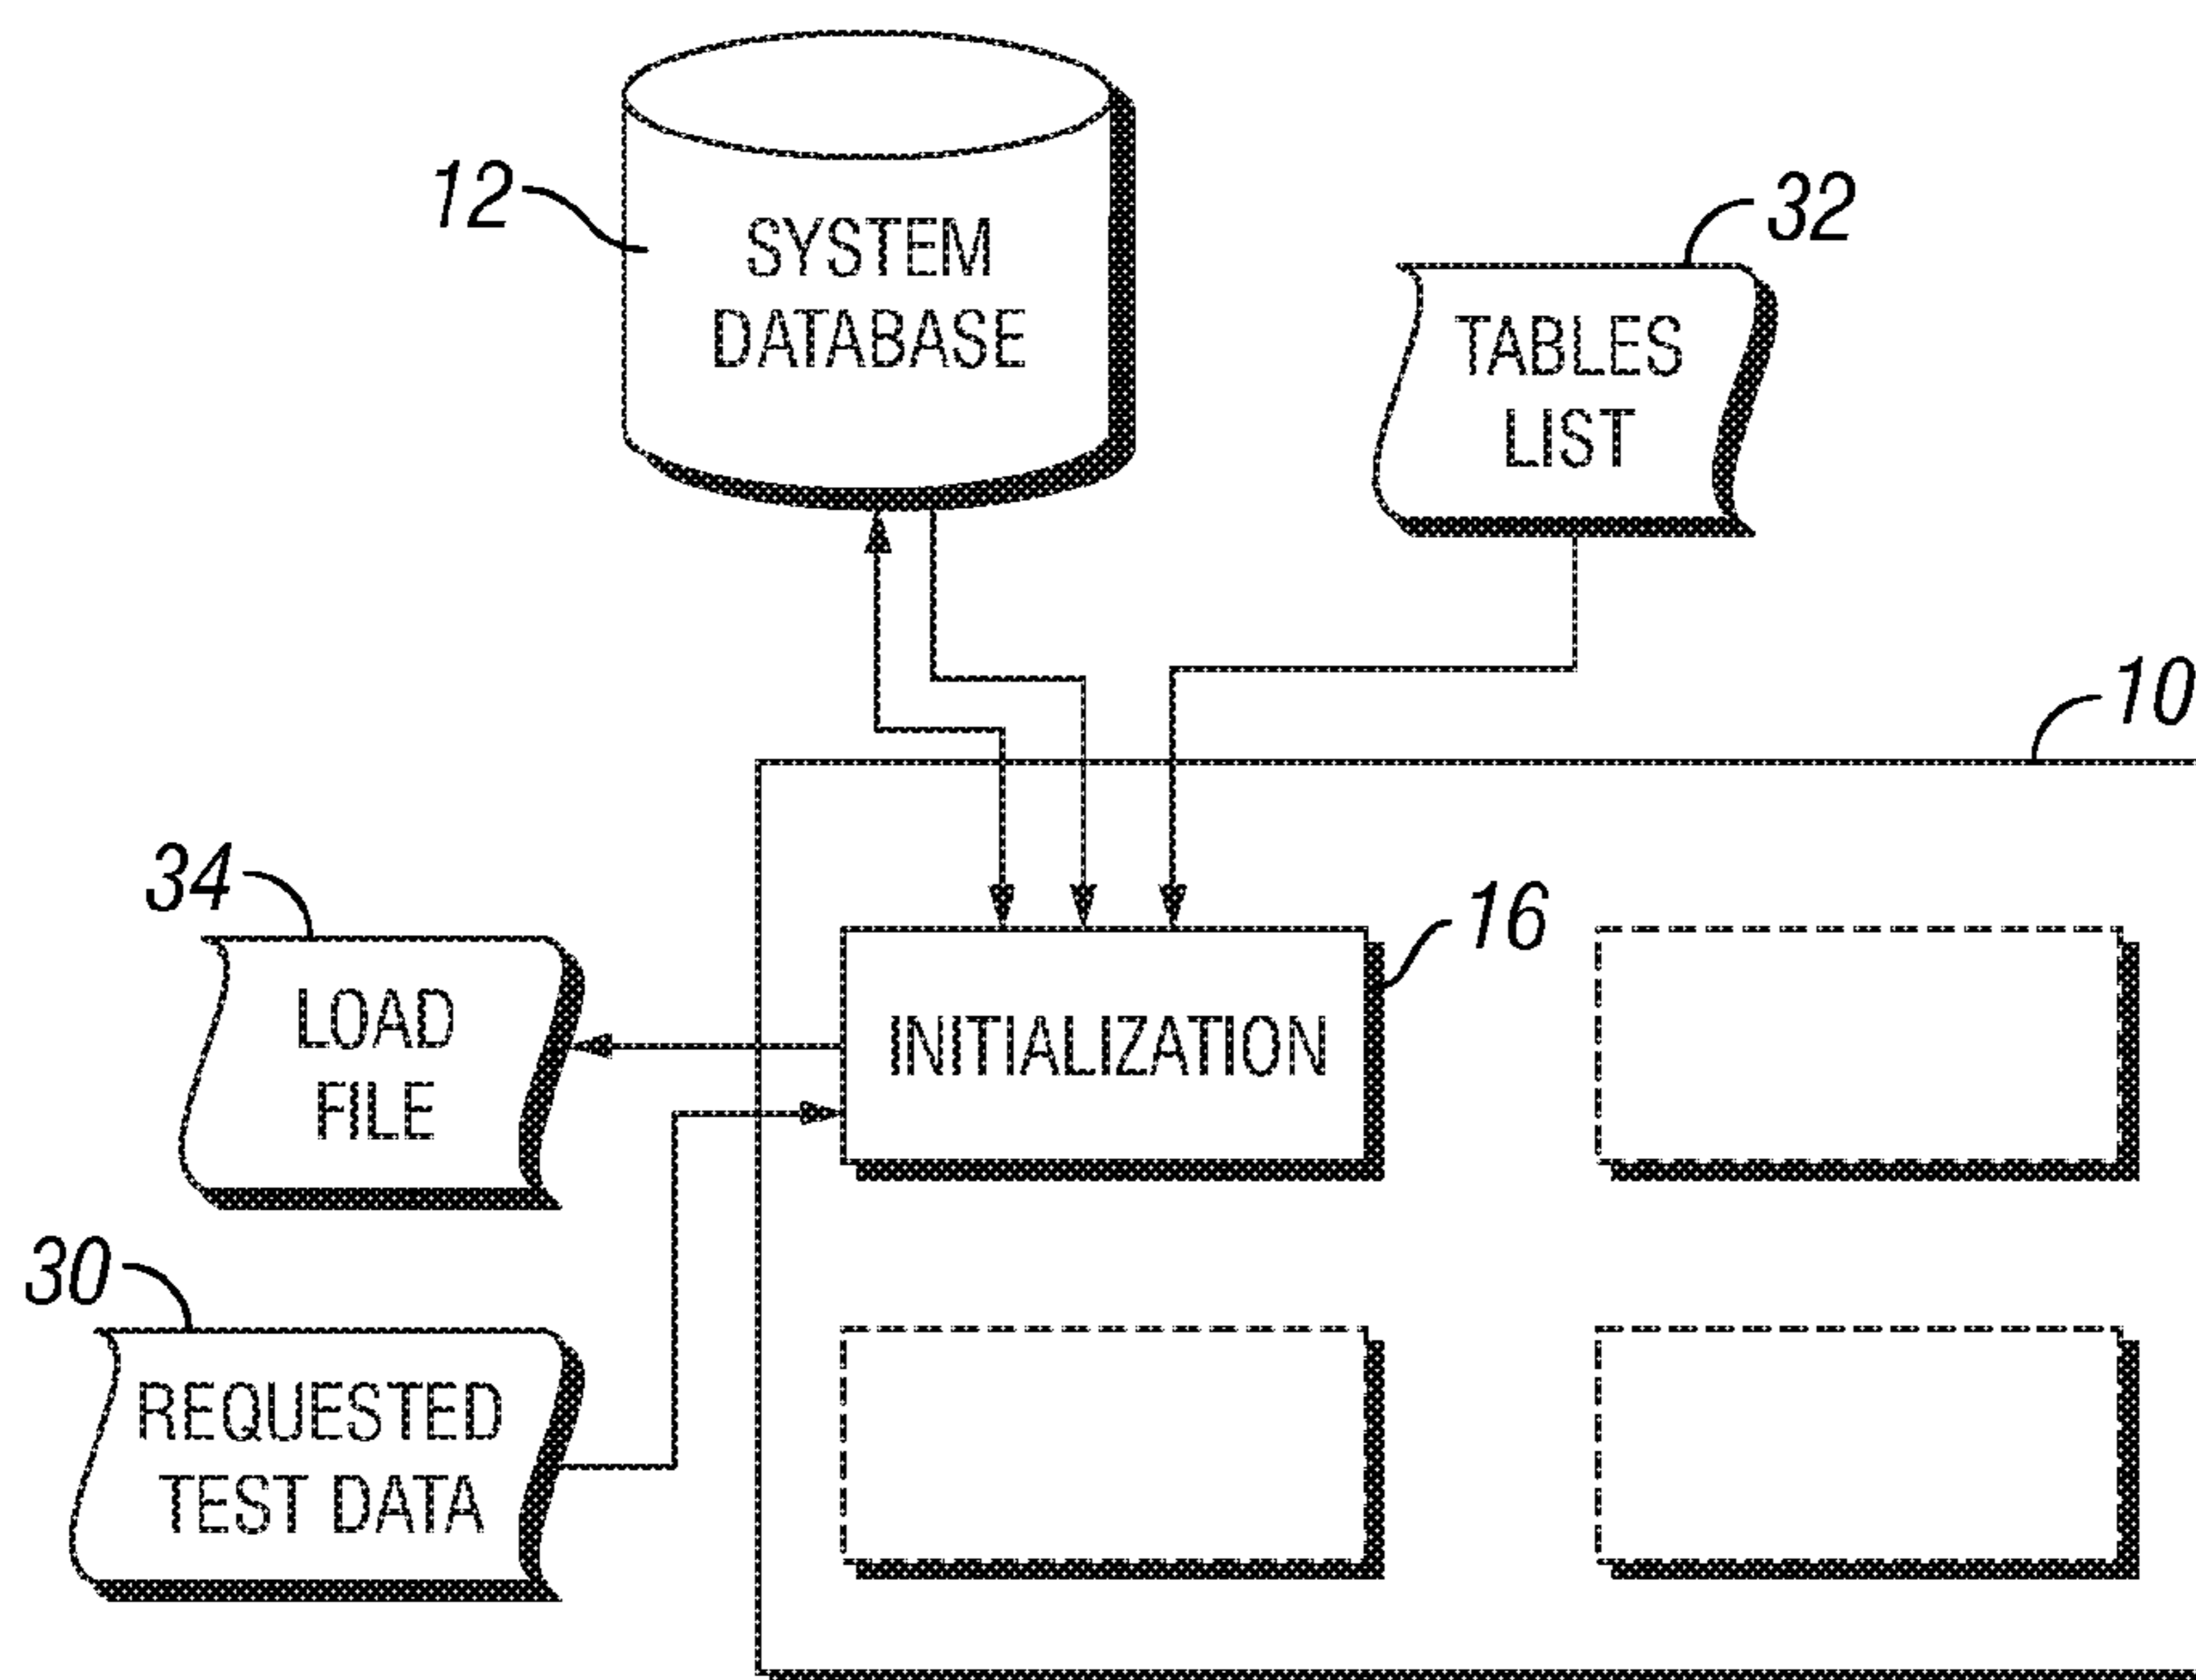 12
SYSTEM
DATABASE
32
TABLES
LIST
10
34
LOAD
FILE
INITIALIZATION
16
30
REQUESTED
TEST DATA